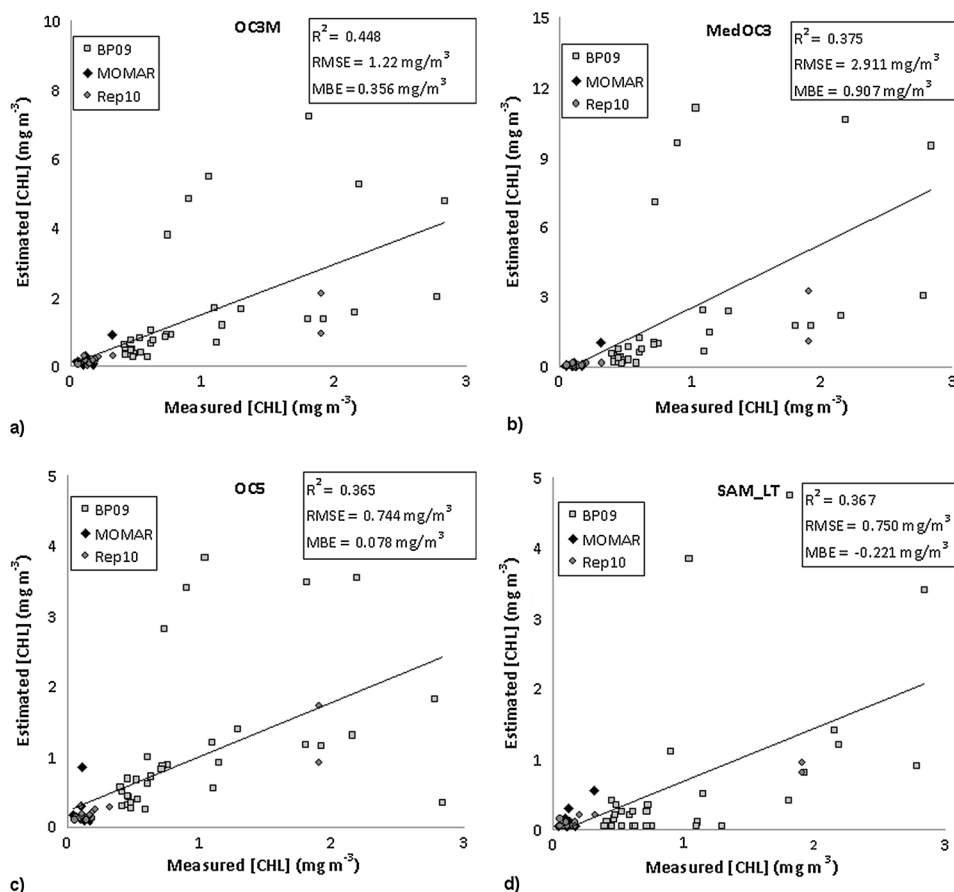 OC3M
R² = 0.448
RMSE = 1.22 mg/m³
MBE = 0.356 mg/m³
BP09
MOMAR
Rep10
10
8
6
4
2
0
0
1
2
3
Estimated [CHL] (mg m⁻³)
Measured [CHL] (mg m⁻³)
a)
MedOC3
R² = 0.375
RMSE = 2.911 mg/m³
MBE = 0.907 mg/m³
BP09
MOMAR
Rep10
15
12
9
6
3
0
0
1
2
3
Estimated [CHL] (mg m⁻³)
Measured [CHL] (mg m⁻³)
b)
OC5
R² = 0.365
RMSE = 0.744 mg/m³
MBE = 0.078 mg/m³
BP09
MOMAR
Rep10
5
4
3
2
1
0
0
1
2
3
Estimated [CHL] (mg m⁻³)
Measured [CHL] (mg m⁻³)
c)
SAM_LT
R² = 0.367
RMSE = 0.750 mg/m³
MBE = -0.221 mg/m³
BP09
MOMAR
Rep10
5
4
3
2
1
0
0
1
2
3
Estimated [CHL] (mg m⁻³)
Measured [CHL] (mg m³)
d)